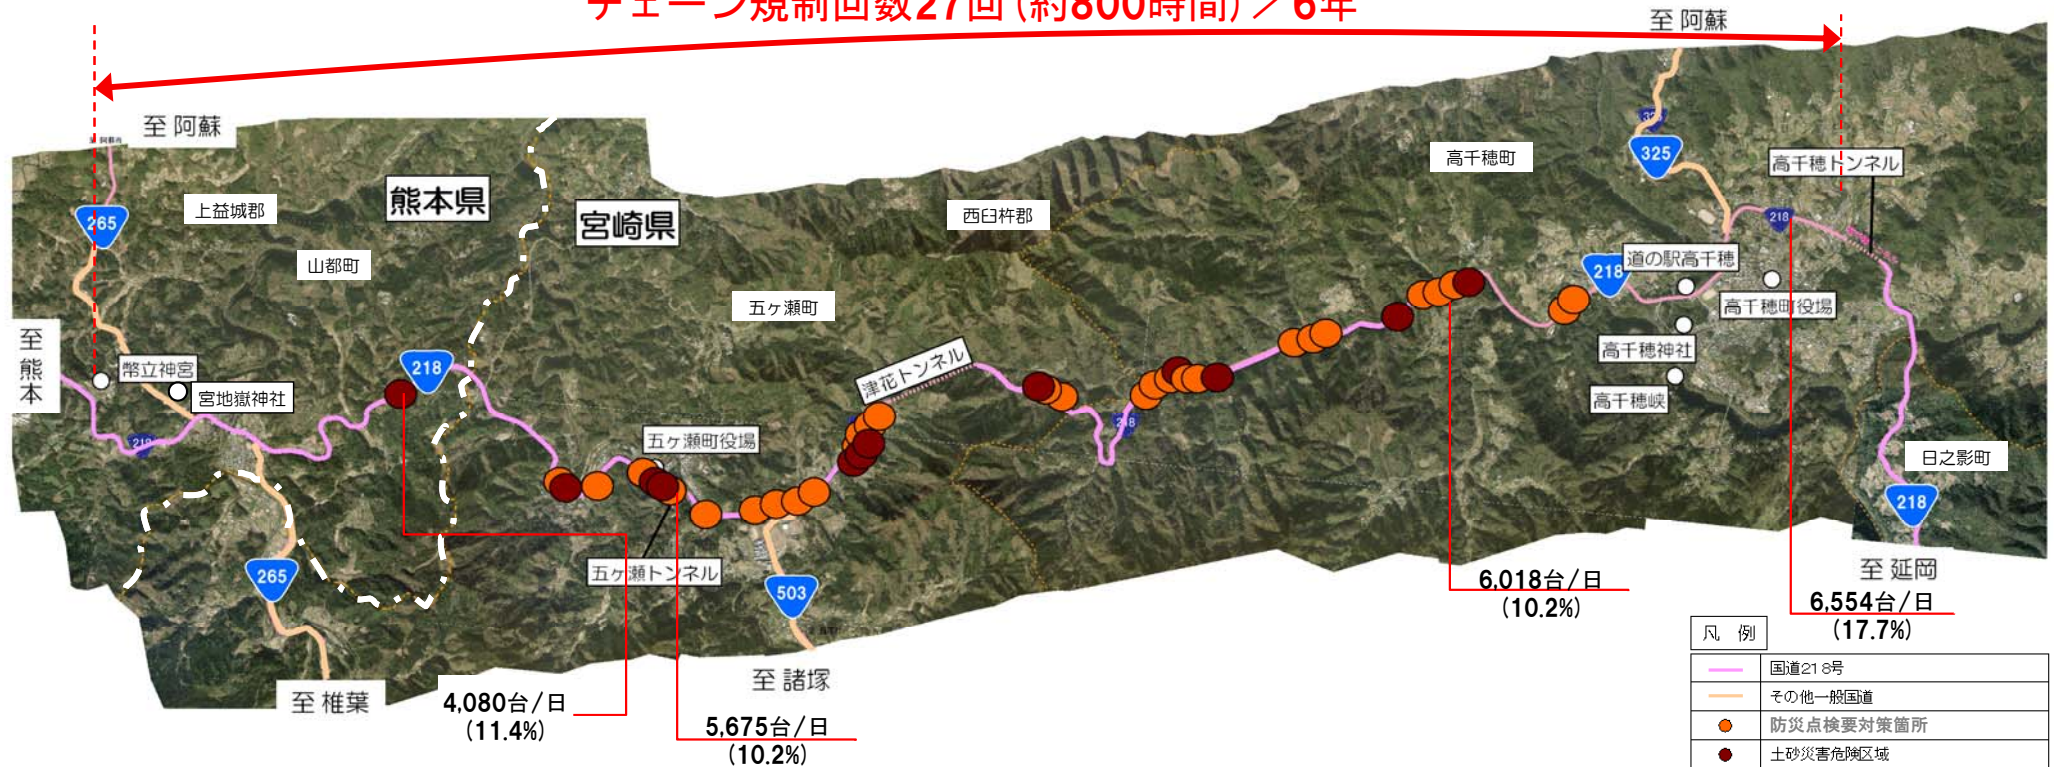 チェーン規制回数27回(約800時間)/6年
至 阿蘇
至 阿蘇
325
高千穂町
高千穂トンネル
265
上益城郡
熊本県
宮崎県
西臼杵郡
218
山都町
五ヶ瀬町
218
道の駅高千穂
高千穂町役場
至熊本
幣立神宮
宮地嶽神社
218
津花トンネル
高千穂神社
高千穂峡
218
218
五ヶ瀬町役場
日之影町
218
265
五ヶ瀬トンネル
503
至 延岡
6,018台/日
(10.2%)
6,554台/日
(17.7%)
至 椎葉
至 諸塚
4,080台/日
(11.4%)
5,675台/日
(10.2%)
凡 例
国道218号
その他一般国道
防災点検要対策箇所
土砂災害危険区域